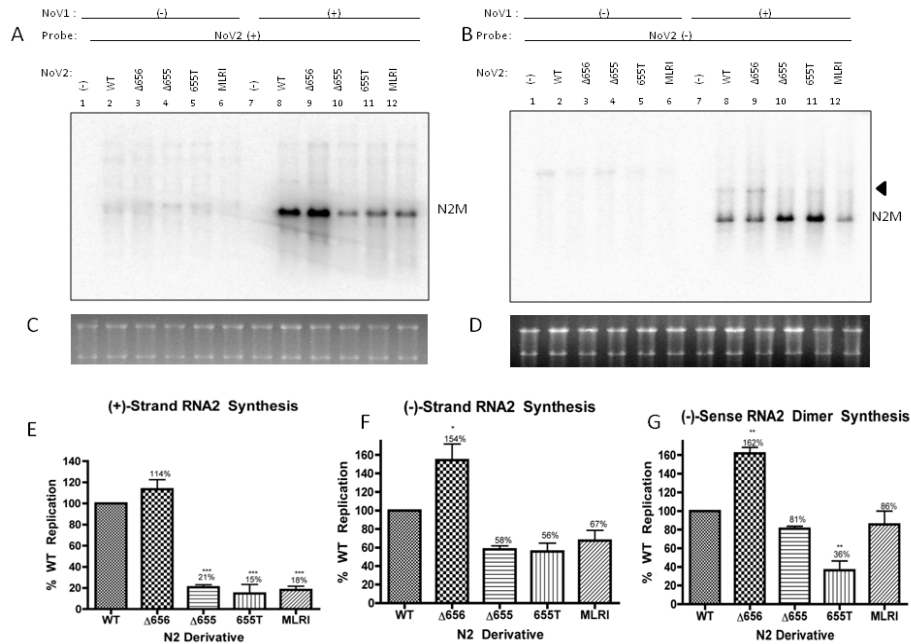 NoV1 : (-) (+)
A Probe: NoV2 (+)
NoV2: (-) WT Δ656 Δ655 655T MLRI (-) WT Δ656 Δ655 655T MLRI
1 2 3 4 5 6 7 8 9 10 11 12
N2M
C
NoV1 : (-) (+)
B Probe: NoV2 (-)
NoV2: (-) WT Δ656 Δ655 655T MLRI (-) WT Δ656 Δ655 655T MLRI
1 2 3 4 5 6 7 8 9 10 11 12
N2M
D
E
(+)-Strand RNA2 Synthesis
% WT Replication
140
120
100
80
60
40
20
0
114%
***
21%
***
15%
***
18%
WT Δ656 Δ655 655T MLRI
N2 Derivative
F
(-)-Strand RNA2 Synthesis
% WT Replication
180
160
140
120
100
80
60
40
20
0
*
154%
58%
56%
67%
WT Δ656 Δ655 655T MLRI
N2 Derivative
G
(-)-Sense RNA2 Dimer Synthesis
% WT Replication
180
160
140
120
100
80
60
40
20
0
**
162%
81%
**
36%
86%
WT Δ656 Δ655 655T MLRI
N2 Derivative